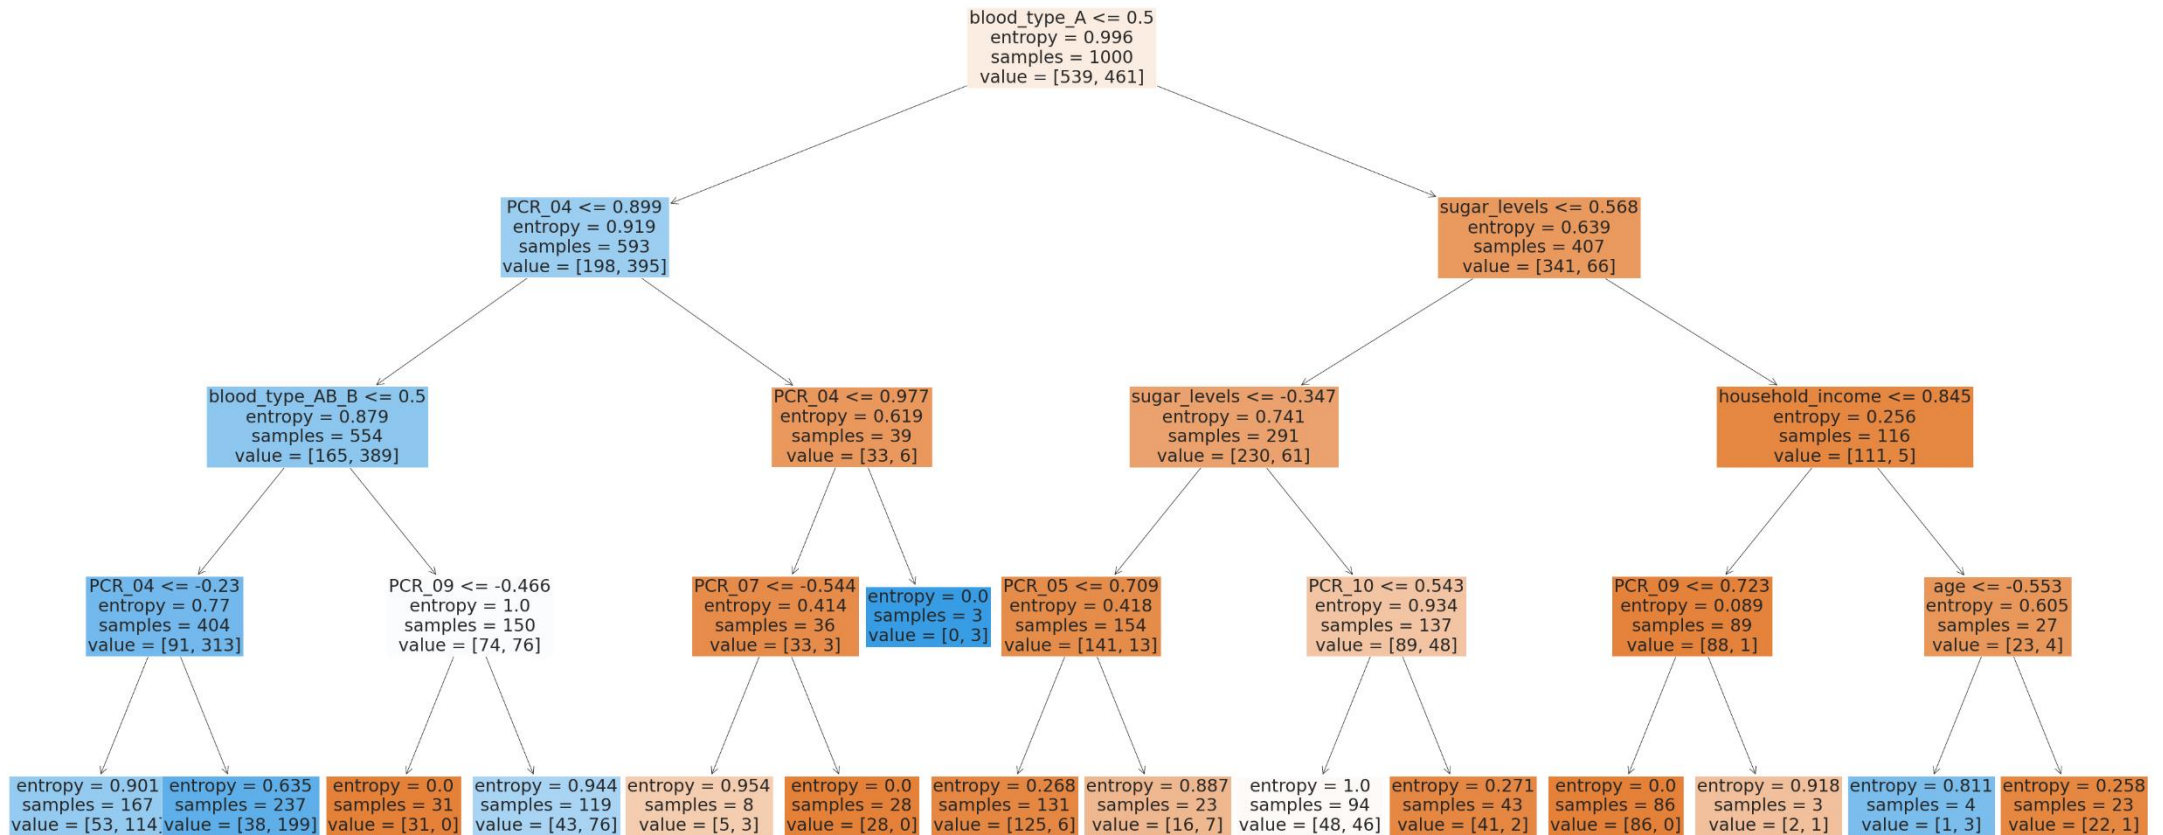 blood_type_A <= 0.5
entropy = 0.996
samples = 1000
value = [539, 461]
PCR_04 <= 0.899
entropy = 0.919
samples = 593
value = [198, 395]
sugar_levels <= 0.568
entropy = 0.639
samples = 407
value = [341, 66]
blood_type_AB_B <= 0.5
entropy = 0.879
samples = 554
value = [165, 389]
PCR_04 <= 0.977
entropy = 0.619
samples = 39
value = [33, 6]
sugar_levels <= -0.347
entropy = 0.741
samples = 291
value = [230, 61]
household_income <= 0.845
entropy = 0.256
samples = 116
value = [111, 5]
PCR_04 <= -0.23
entropy = 0.77
samples = 404
value = [91, 313]
PCR_09 <= -0.466
entropy = 1.0
samples = 150
value = [74, 76]
PCR_07 <= -0.544
entropy = 0.414
samples = 36
value = [33, 3]
entropy = 0.0
samples = 3
value = [0, 3]
PCR_05 <= 0.709
entropy = 0.418
samples = 154
value = [141, 13]
PCR_10 <= 0.543
entropy = 0.934
samples = 137
value = [89, 48]
PCR_09 <= 0.723
entropy = 0.089
samples = 89
value = [88, 1]
age <= -0.553
entropy = 0.605
samples = 27
value = [23, 4]
entropy = 0.901
samples = 167
value = [53, 114]
entropy = 0.635
samples = 237
value = [38, 199]
entropy = 0.0
samples = 31
value = [31, 0]
entropy = 0.944
samples = 119
value = [43, 76]
entropy = 0.954
samples = 8
value = [5, 3]
entropy = 0.0
samples = 28
value = [28, 0]
entropy = 0.268
samples = 131
value = [125, 6]
entropy = 0.887
samples = 23
value = [16, 7]
entropy = 1.0
samples = 94
value = [48, 46]
entropy = 0.271
samples = 43
value = [41, 2]
entropy = 0.0
samples = 86
value = [86, 0]
entropy = 0.918
samples = 3
value = [2, 1]
entropy = 0.811
samples = 4
value = [1, 3]
entropy = 0.258
samples = 23
value = [22, 1]